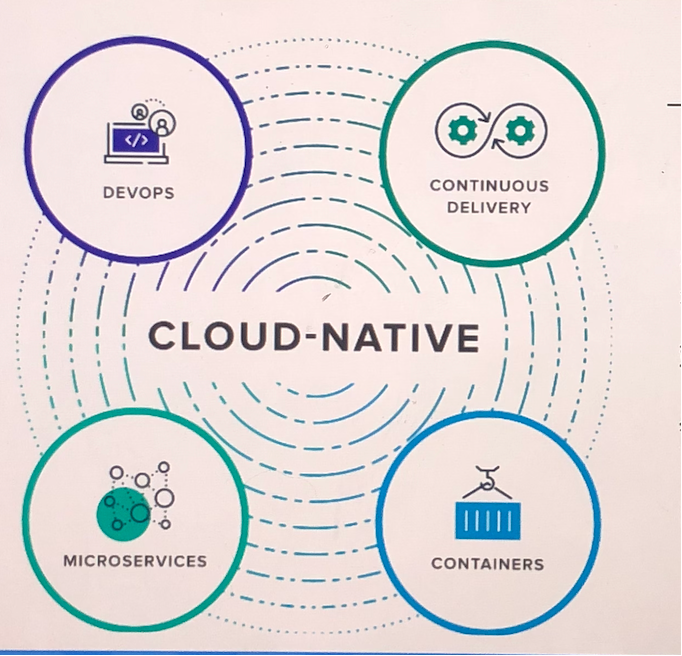 DEVOPS
CONTINUOUS
DELIVERY
CLOUD-NATIVE
MICROSERVICES
CONTAINERS